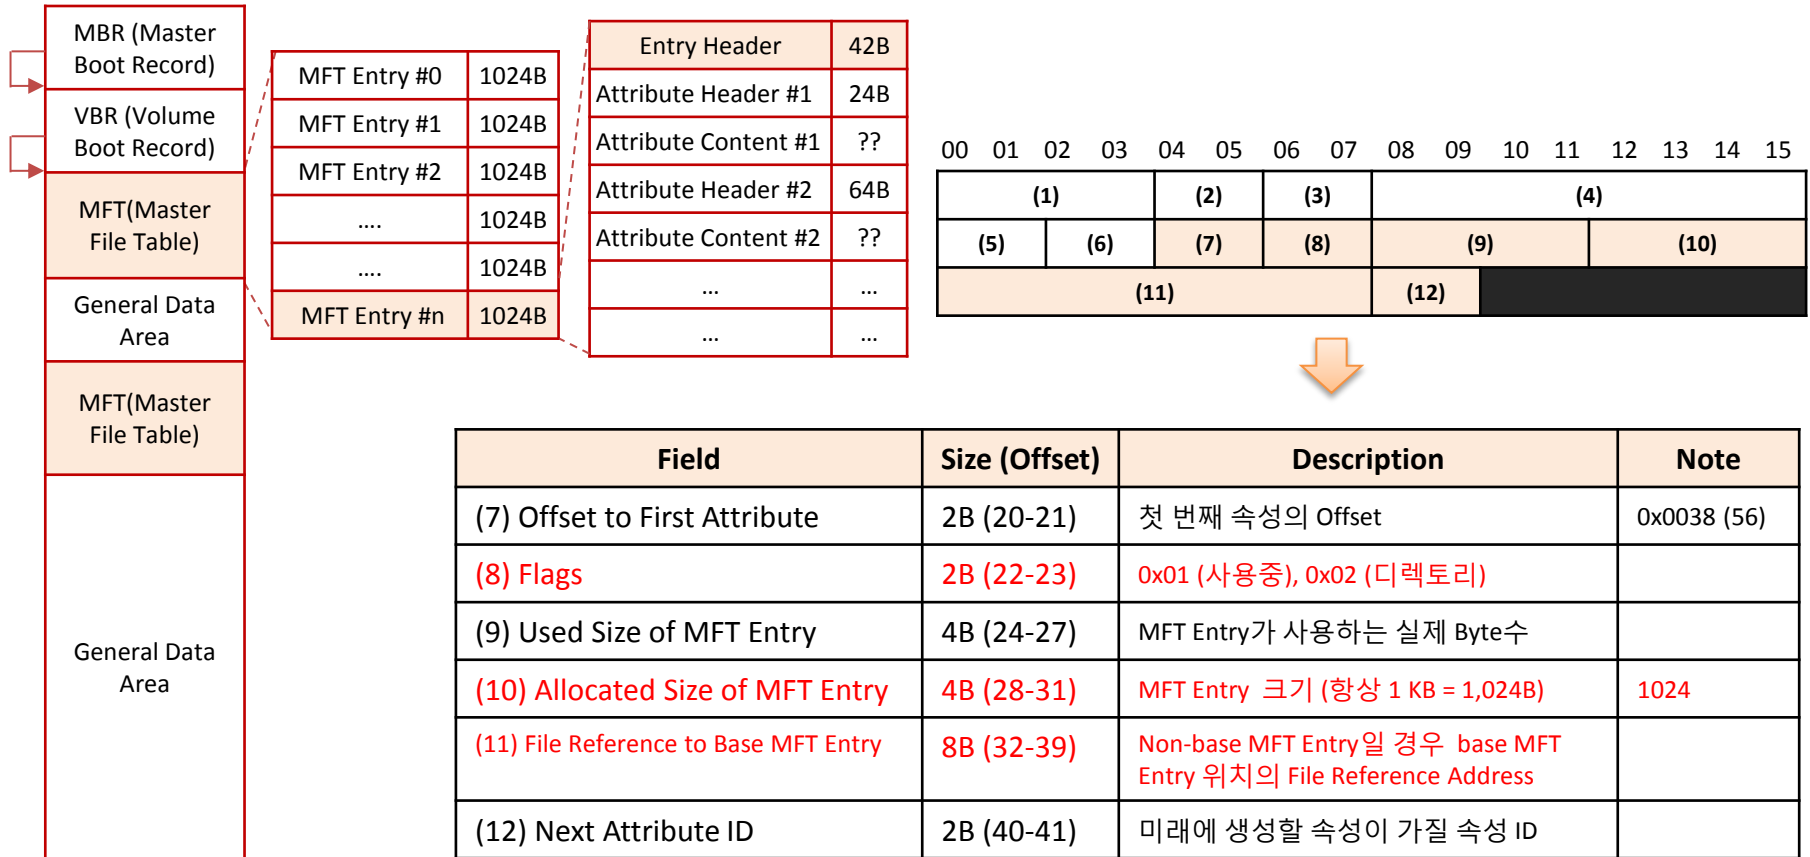 MBR (Master
Boot Record)
VBR (Volume
Boot Record)
MFT(Master
File Table)
General Data
Area
MFT(Master
File Table)
General Data
Area
MFT Entry #0 1024B
MFT Entry #1 1024B
MFT Entry #2 1024B
.... 1024B
.... 1024B
MFT Entry #n 1024B
Entry Header 42B
Attribute Header #1 24B
Attribute Content #1 ??
Attribute Header #2 64B
Attribute Content #2 ??
... ...
... ...
00 01 02 03 04 05 06 07 08 09 10 11 12 13 14 15
(1) (2) (3) (4)
(5) (6) (7) (8) (9) (10)
(11) (12)
Field Size (Offset) Description Note
(7) Offset to First Attribute 2B (20-21) 첫 번째 속성의 Offset 0x0038 (56)
(8) Flags 2B (22-23) 0x01 (사용중), 0x02 (디렉토리)
(9) Used Size of MFT Entry 4B (24-27) MFT Entry가 사용하는 실제 Byte수
(10) Allocated Size of MFT Entry 4B (28-31) MFT Entry 크기 (항상 1 KB = 1,024B) 1024
(11) File Reference to Base MFT Entry 8B (32-39) Non-base MFT Entry일 경우 base MFT
Entry 위치의 File Reference Address
(12) Next Attribute ID 2B (40-41) 미래에 생성할 속성이 가질 속성 ID